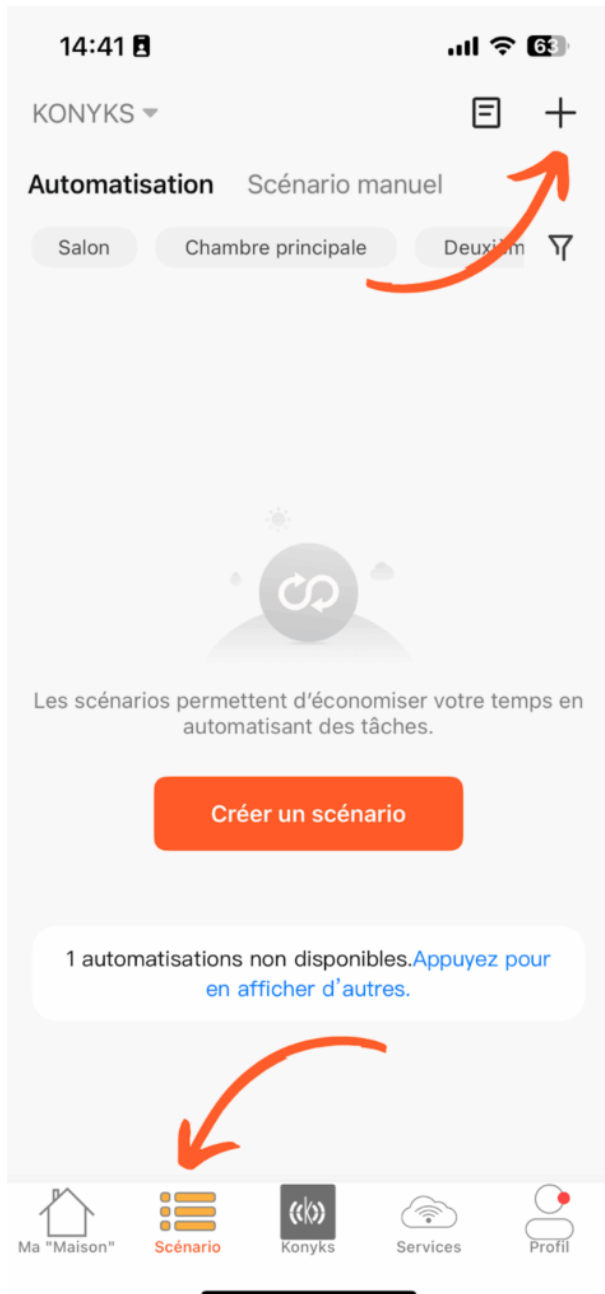 14:41
63
KONYKS
Automatisation Scénario manuel
Salon Chambre principale Deuxièm
Les scénarios permettent d'économiser votre temps en
automatisant des tâches.
Créer un scénario
1 automatisations non disponibles.Appuyez pour
en afficher d'autres.
((k))
Ma "Maison" Scénario Konyks Services Profil